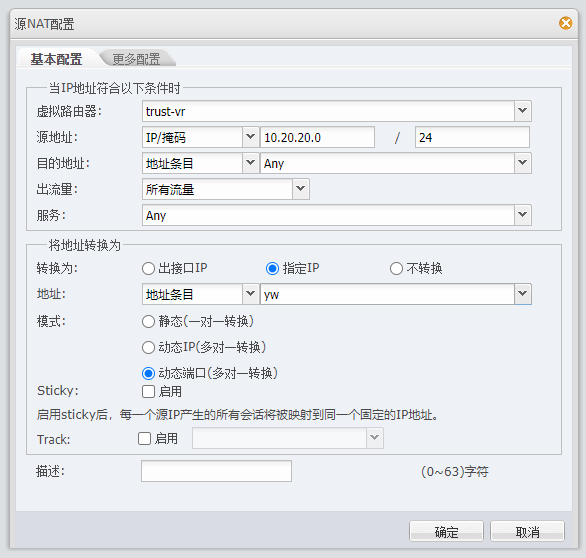 源NAT配置
基本配置 更多配置
当IP地址符合以下条件时
虚拟路由器: trust-vr
源地址: IP/掩码 10.20.20.0 / 24
目的地址: 地址条目 Any
出流量: 所有流量
服务: Any
将地址转换为
转换为: 出接口IP 指定IP 不转换
地址: 地址条目 yw
模式: 静态(一对一转换)
动态IP(多对一转换)
动态端口(多对一转换)
Sticky: 启用
启用sticky后，每一个源IP产生的所有会话将被映射到同一个固定的IP地址。
Track: 启用
描述: (0~63)字符
确定 取消